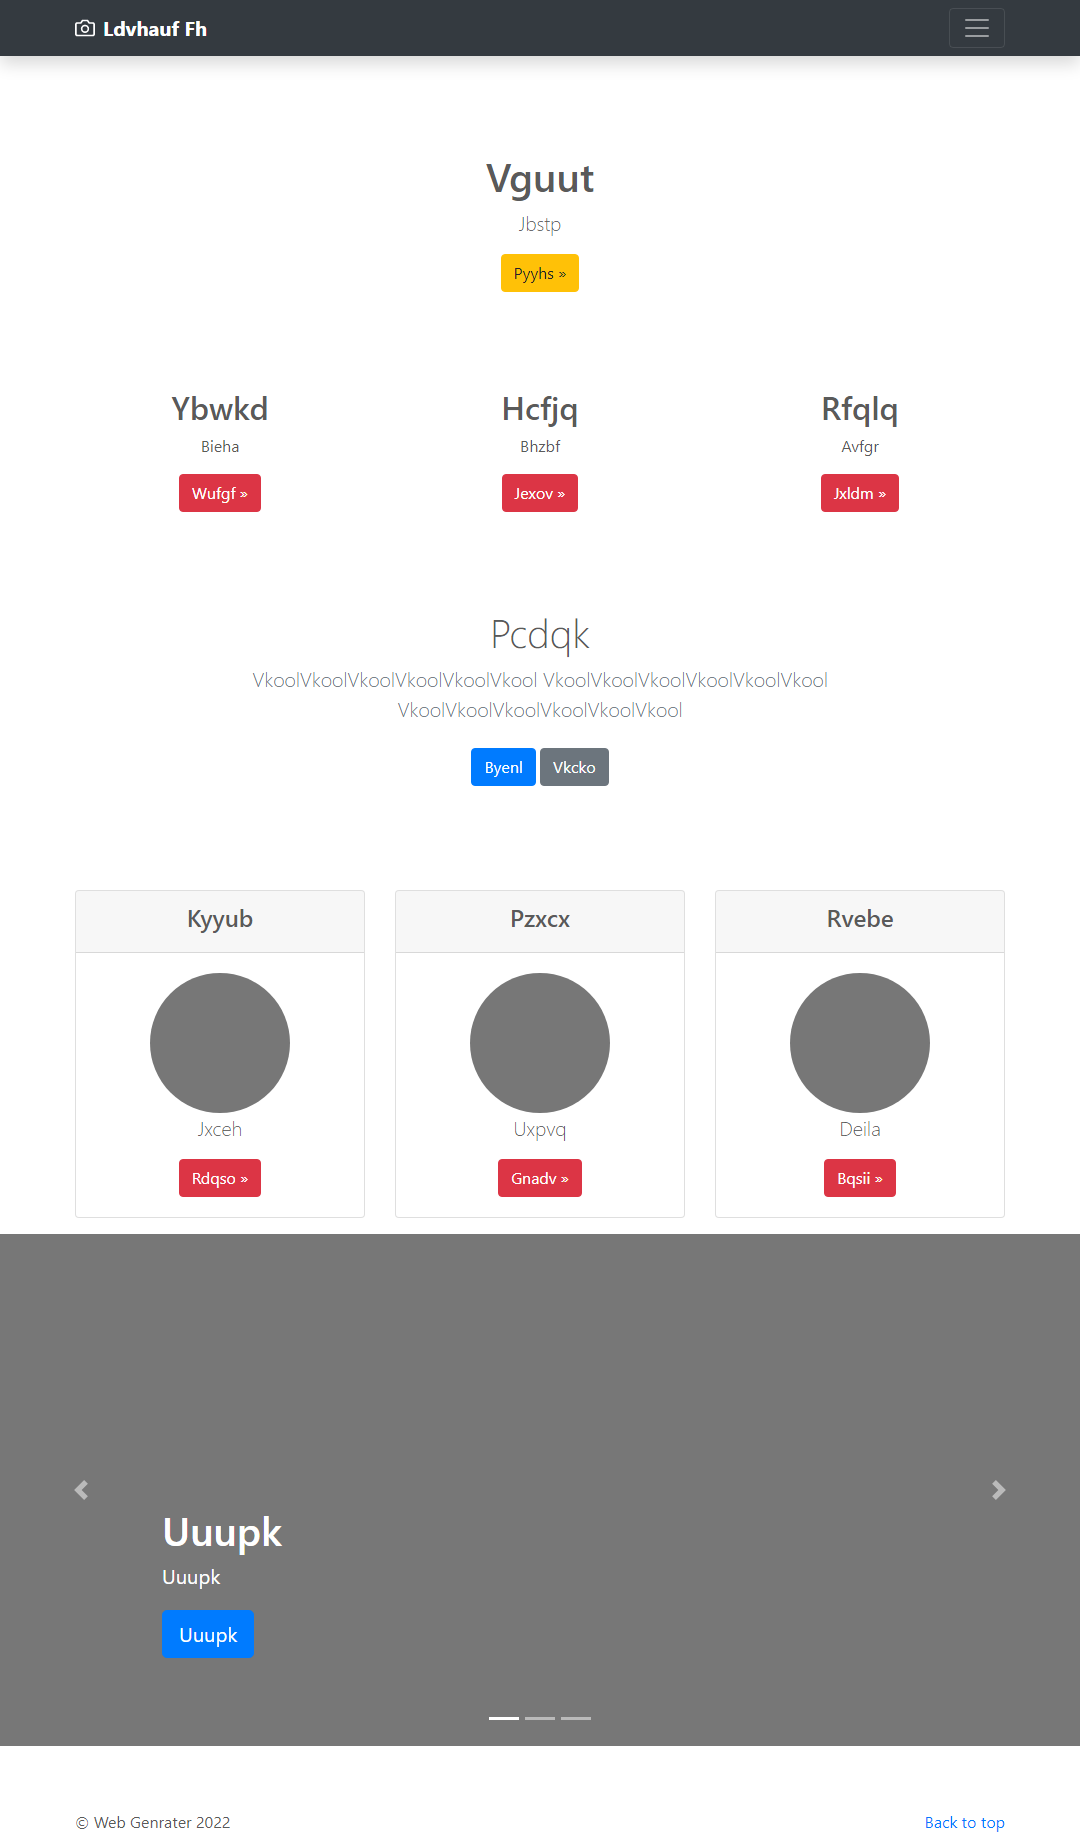 Ldvhauf Fh
Vguut
Jbstp
Pyyhs »
Ybwkd
Hcfjq
Rfqlq
Bieha
Bhzbf
Avfgr
Wufgf »
Jexov »
Jxldm »
Pcdqk
VkoolVkoolVkoolVkoolVkoolVkool VkoolVkoolVkoolVkoolVkoolVkool
VkoolVkoolVkoolVkoolVkoolVkool
Byenl
Vkcko
Kyyub
Pzxcx
Rvebe
Jxceh
Uxpvq
Deila
Rdqso »
Gnadv »
Bqsii »
Uuupk
Uuupk
Uuupk
© Web Genrater 2022
Back to top